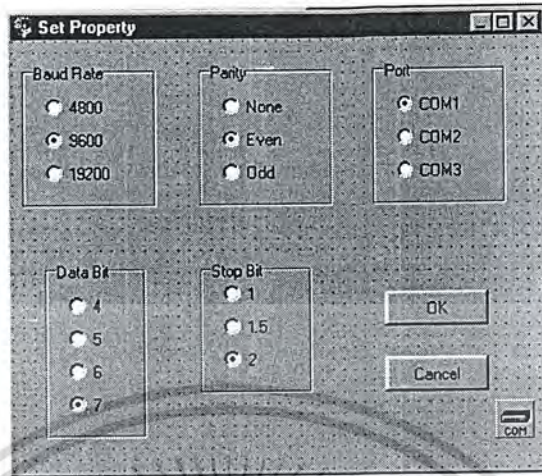 Set Property
Baud Rate
4800
9600
19200
Parity
None
Even
Odd
Port
COM1
COM2
COM3
Data Bit
4
5
6
7
Stop Bit
1
1.5
2
OK
Cancel
COM